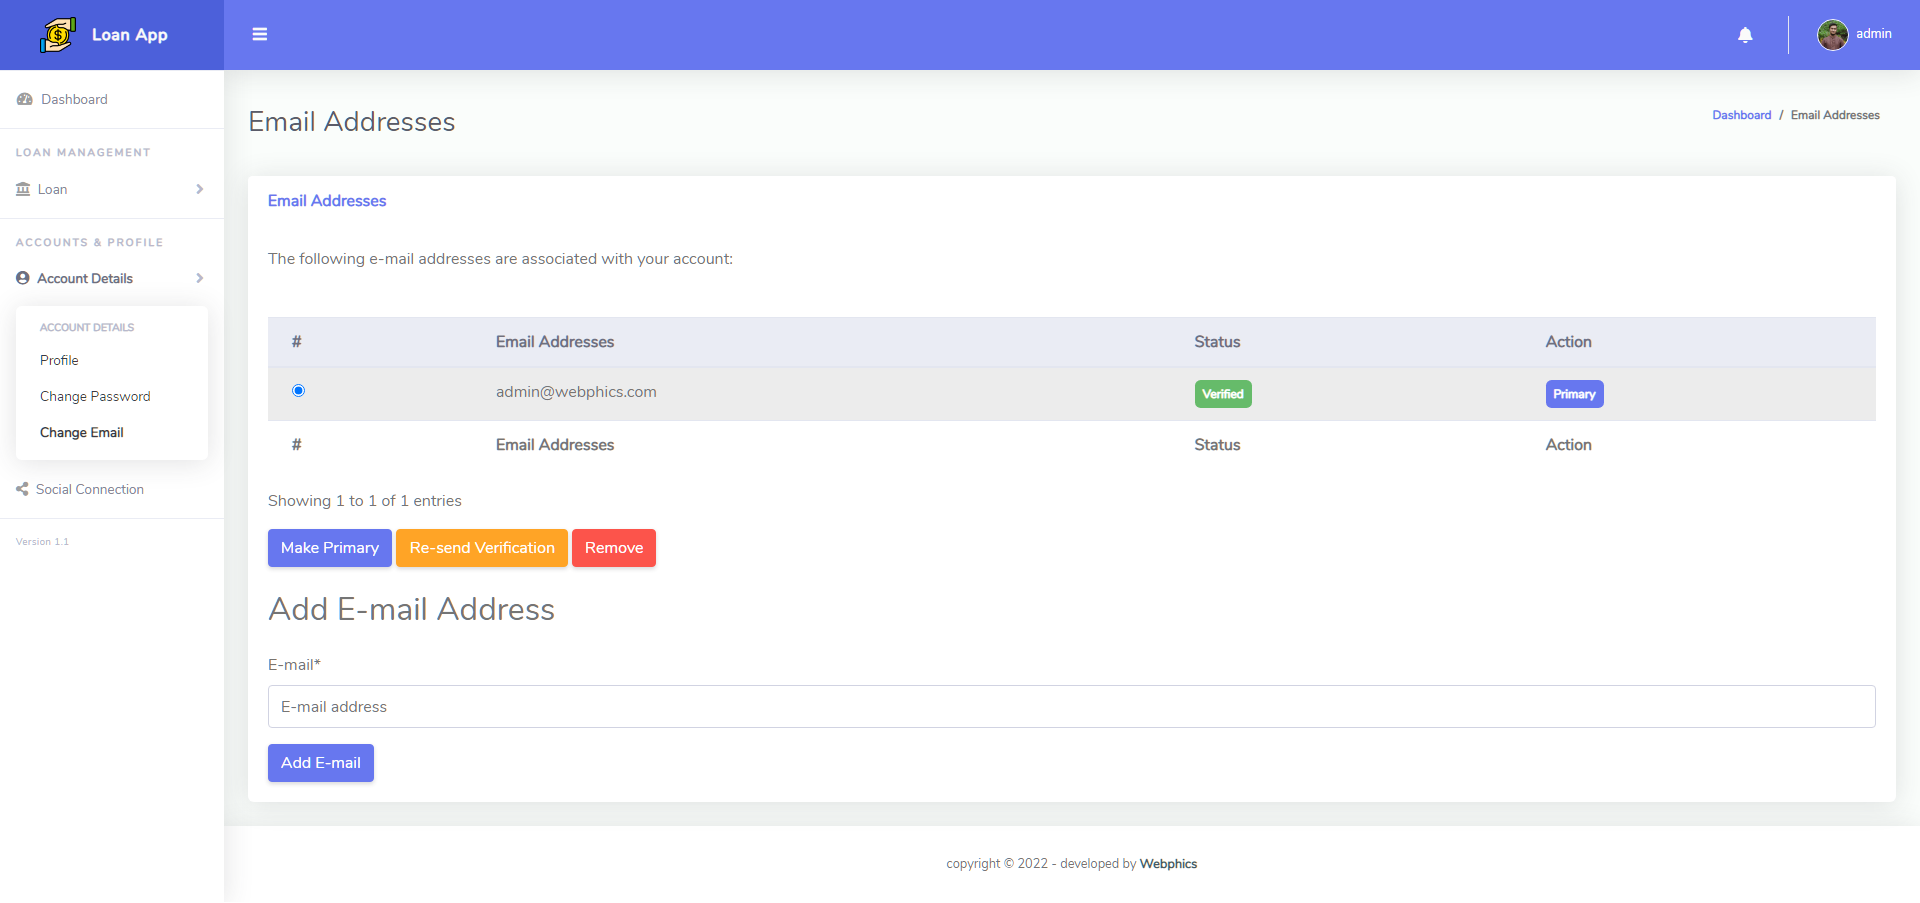 Loan App
admin
Dashboard
LOAN MANAGEMENT
Loan
ACCOUNTS & PROFILE
Account Details
ACCOUNT DETAILS
Profile
Change Password
Change Email
Social Connection
Version 1.1
Email Addresses
Dashboard / Email Addresses
Email Addresses
The following e-mail addresses are associated with your account:
# Email Addresses Status Action
admin@webphics.com Verified Primary
# Email Addresses Status Action
Showing 1 to 1 of 1 entries
Make Primary Re-send Verification Remove
Add E-mail Address
E-mail*
E-mail address
Add E-mail
copyright © 2022 - developed by Webphics